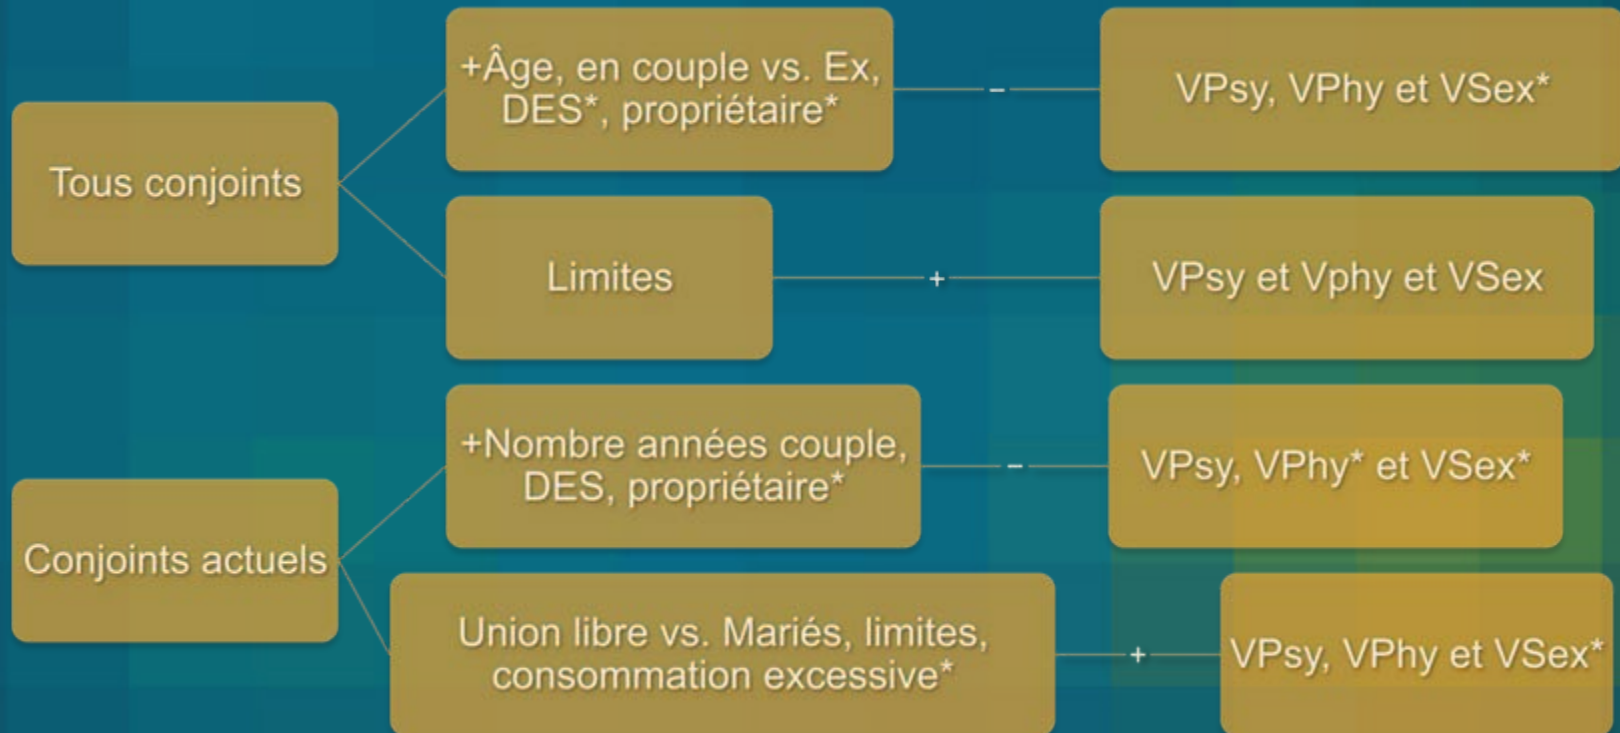 Tous conjoints
+Âge, en couple vs. Ex,
DES*, propriétaire*
–
VPsy, VPhy et VSex*
Limites
+
VPsy et Vphy et VSex
Conjoints actuels
+Nombre années couple,
DES, propriétaire*
–
VPsy, VPhy* et VSex*
Union libre vs. Mariés, limites,
consommation excessive*
+
VPsy, VPhy et VSex*